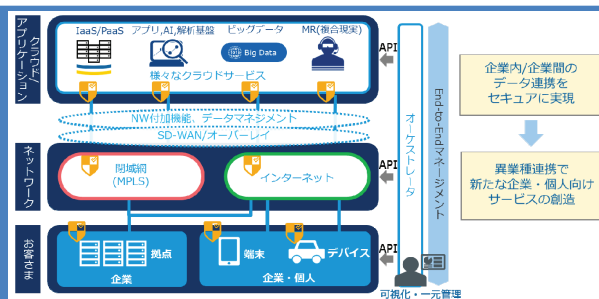 クラウド/
アプリケーション
IaaS/PaaS
アプリ,AI,解析基盤
ビッグデータ
MR(複合現実)
Big Data
様々なクラウドサービス
NW付加機能、データマネジメント
SD-WAN/オーバーレイ
ネットワーク
閉域網
(MPLS)
インターネット
お客さま
拠点
企業
端末
デバイス
企業・個人
API
API
API
オーケストレータ
End-to-Endマネージメント
可視化・一元管理
企業内/企業間の
データ連携を
セキュアに実現
異業種連携で
新たな企業・個人向け
サービスの創造